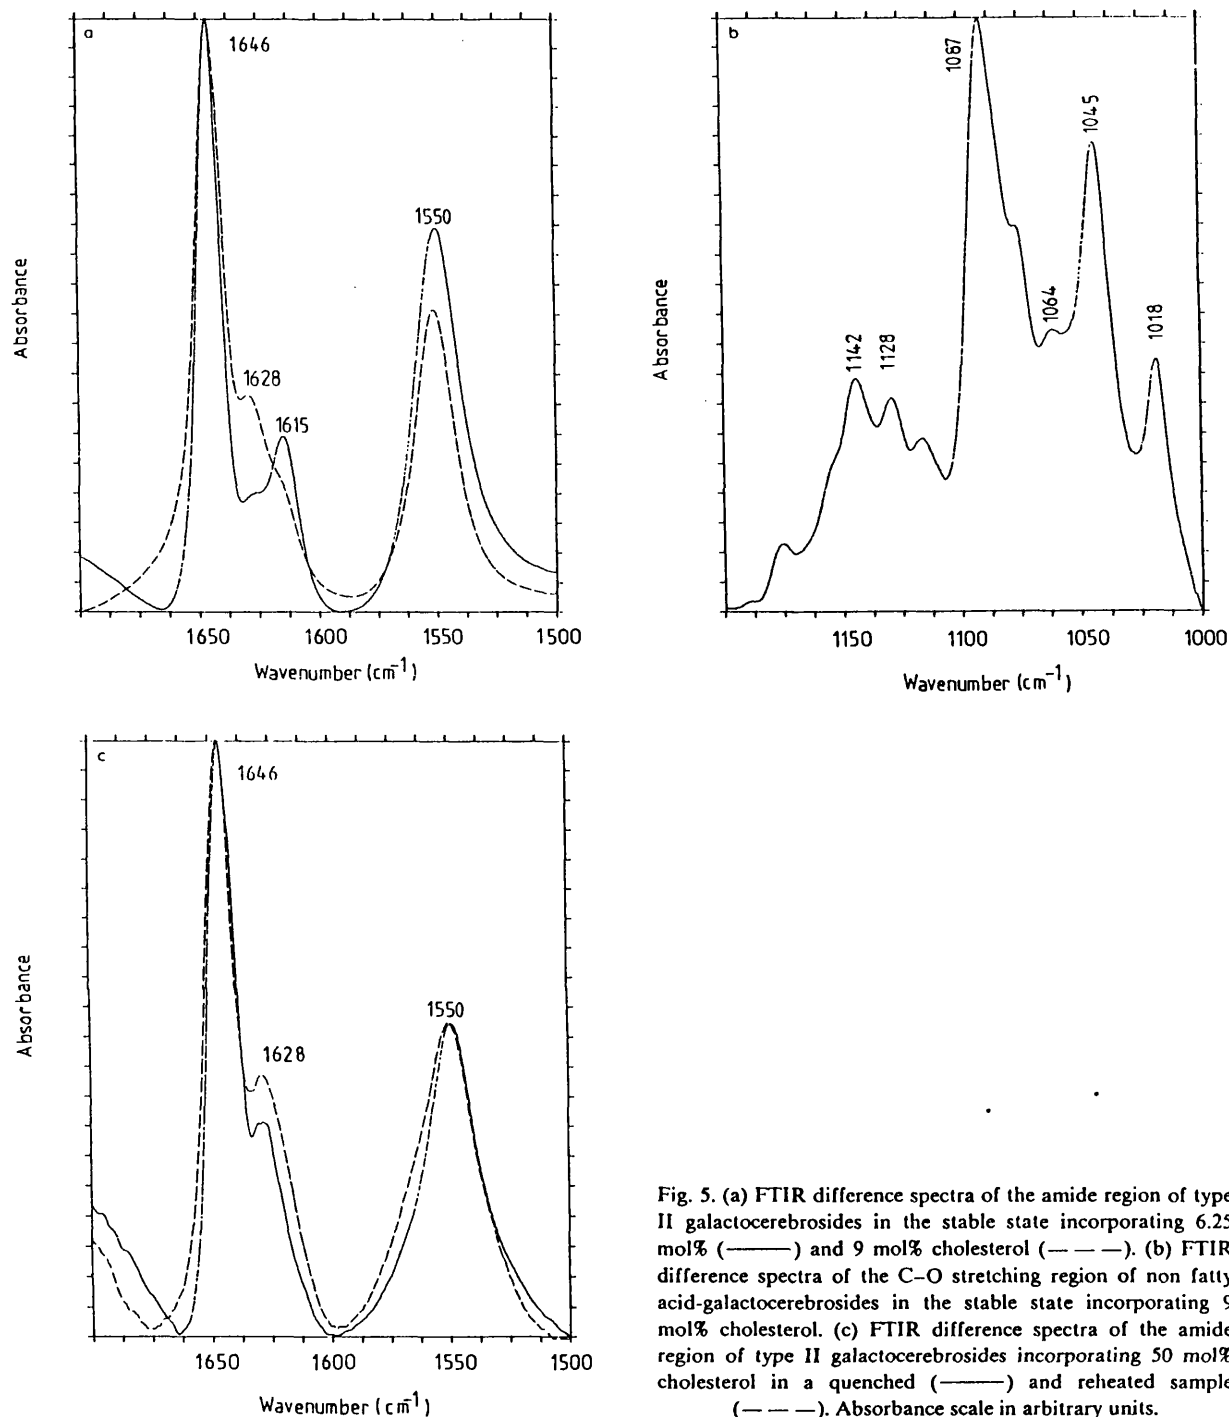 a
1646
1628
1615
1550
Absorbance
1650 1600 1550 1500
Wavenumber (cm⁻¹)
b
1087
1045
1064
1018
1142
1128
Absorbance
1150 1100 1050 1000
Wavenumber (cm⁻¹)
c
1646
1628
1550
Absorbance
1650 1600 1550 1500
Wavenumber (cm⁻¹)
Fig. 5. (a) FTIR difference spectra of the amide region of type
II galactocerebrosides in the stable state incorporating 6.25
mol% (———) and 9 mol% cholesterol (— — —). (b) FTIR
difference spectra of the C–O stretching region of non fatty
acid-galactocerebrosides in the stable state incorporating 9
mol% cholesterol. (c) FTIR difference spectra of the amide
region of type II galactocerebrosides incorporating 50 mol%
cholesterol in a quenched (———) and reheated sample
(— — —). Absorbance scale in arbitrary units.